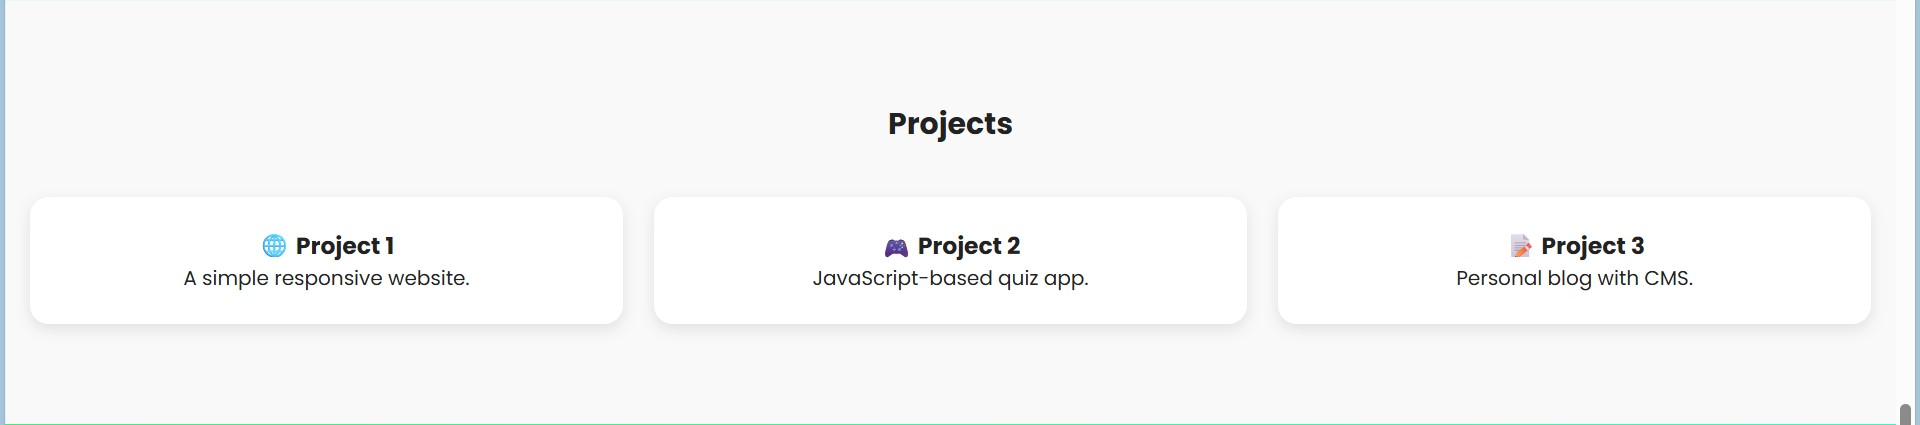 Projects
🌐 Project 1
A simple responsive website.
🎮 Project 2
JavaScript-based quiz app.
📝 Project 3
Personal blog with CMS.